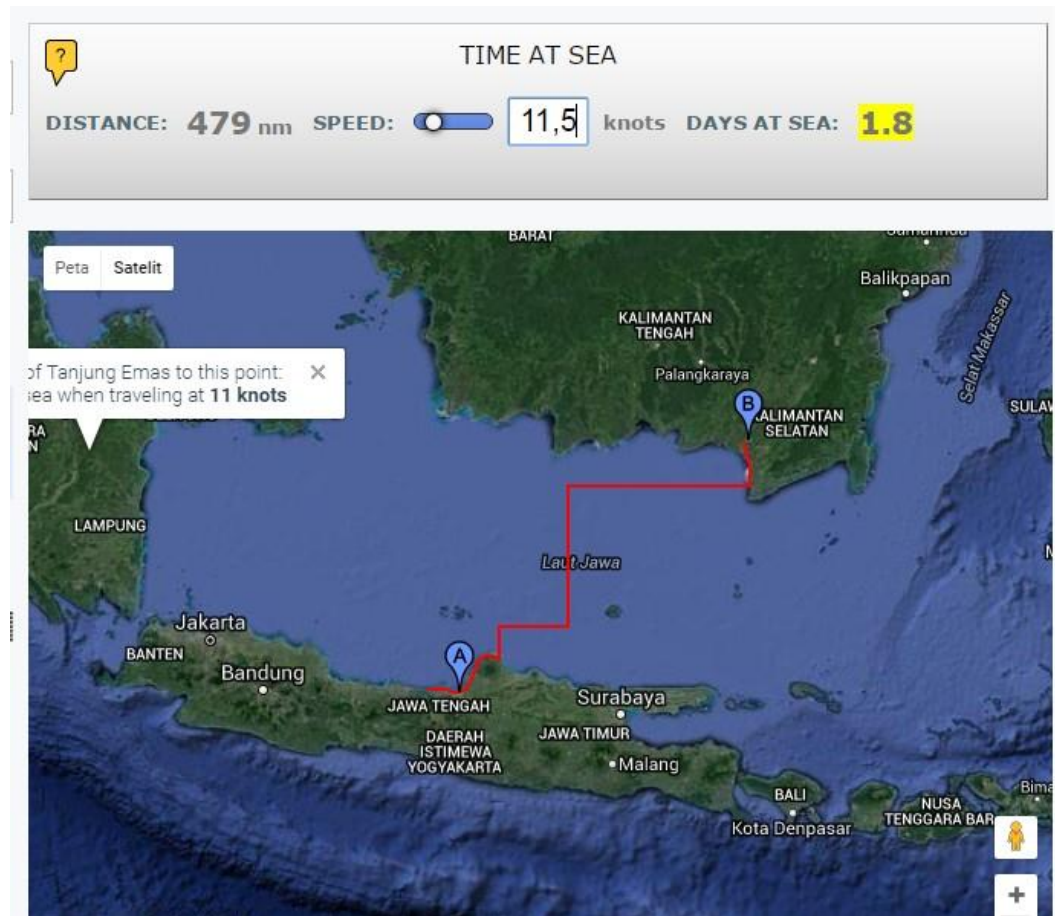 ?
TIME AT SEA
DISTANCE: 479 nm SPEED: 11,5 knots DAYS AT SEA: 1.8
Peta Satelit
BARAT
Balikpapan
KALIMANTAN
TENGAH
Selat Makassar
Palangkaraya
of Tanjung Emas to this point:
sea when traveling at 11 knots
B
KALIMANTAN
SELATAN
LAMPUNG
Laut Jawa
Jakarta
BANTEN
Bandung
A
JAWA TENGAH
Surabaya
DAERAH
ISTIMEWA
YOGYAKARTA
JAWA TIMUR
Malang
BALI
Kota Denpasar
NUSA
TENGGARA BAR
Bima
+